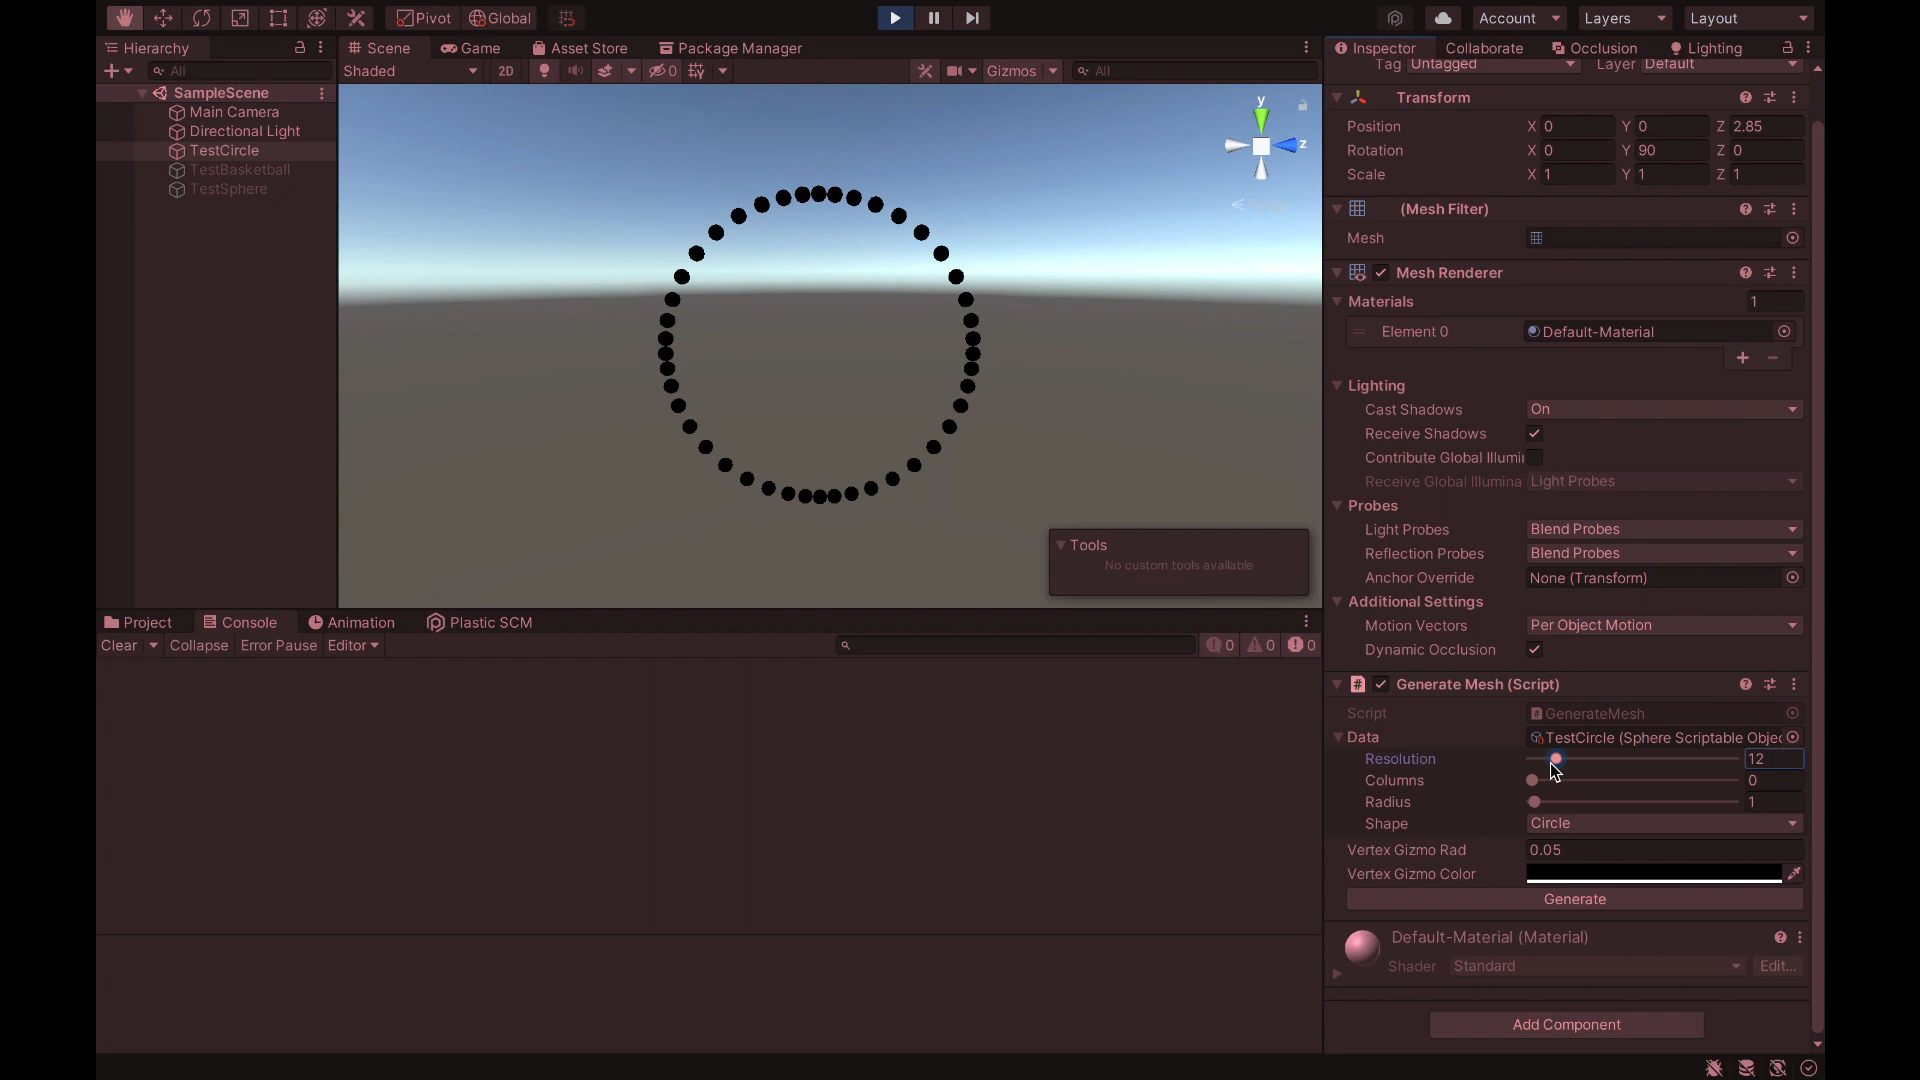 Pivot Global Account Layers Layout
Hierarchy Scene Game Asset Store Package Manager Inspector Collaborate Occlusion Lighting
All Shaded 2D 0 Gizmos All Tag Untagged Layer Default
SampleScene
Main Camera
Directional Light
TestCircle
TestBasketball
TestSphere
y
z
Tools
No custom tools available
Transform
Position X 0 Y 0 Z 2.85
Rotation X 0 Y 90 Z 0
Scale X 1 Y 1 Z 1
(Mesh Filter)
Mesh
Mesh Renderer
Materials 1
Element 0 Default-Material
Lighting
Cast Shadows On
Receive Shadows
Contribute Global Illumi
Receive Global Illumina Light Probes
Probes
Light Probes Blend Probes
Reflection Probes Blend Probes
Anchor Override None (Transform)
Additional Settings
Motion Vectors Per Object Motion
Dynamic Occlusion
Generate Mesh (Script)
Script GenerateMesh
Data TestCircle (Sphere Scriptable Objec
Resolution 12
Columns 0
Radius 1
Shape Circle
Vertex Gizmo Rad 0.05
Vertex Gizmo Color
Generate
Default-Material (Material)
Shader Standard Edit...
Add Component
Project Console Animation Plastic SCM
Clear Collapse Error Pause Editor 0 0 0